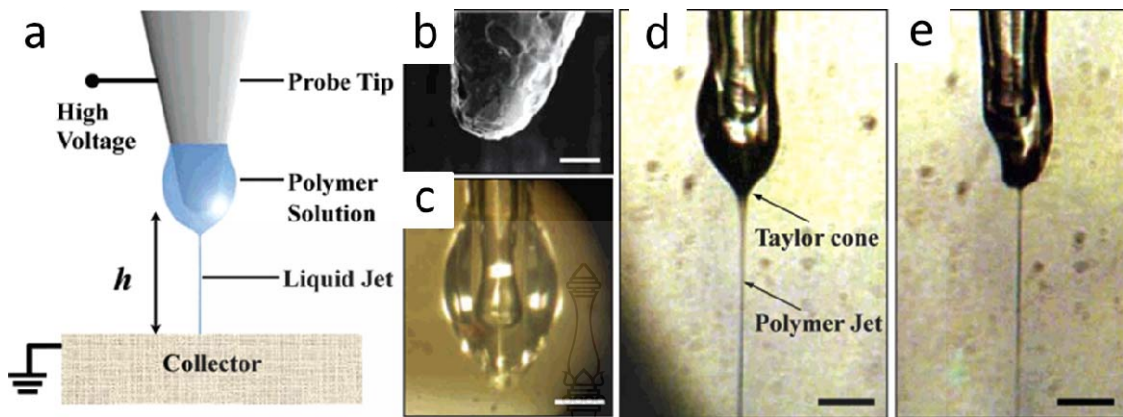 a
High
Voltage
Probe Tip
Polymer
Solution
h
Liquid Jet
Collector
b
c
d
Taylor cone
Polymer Jet
e